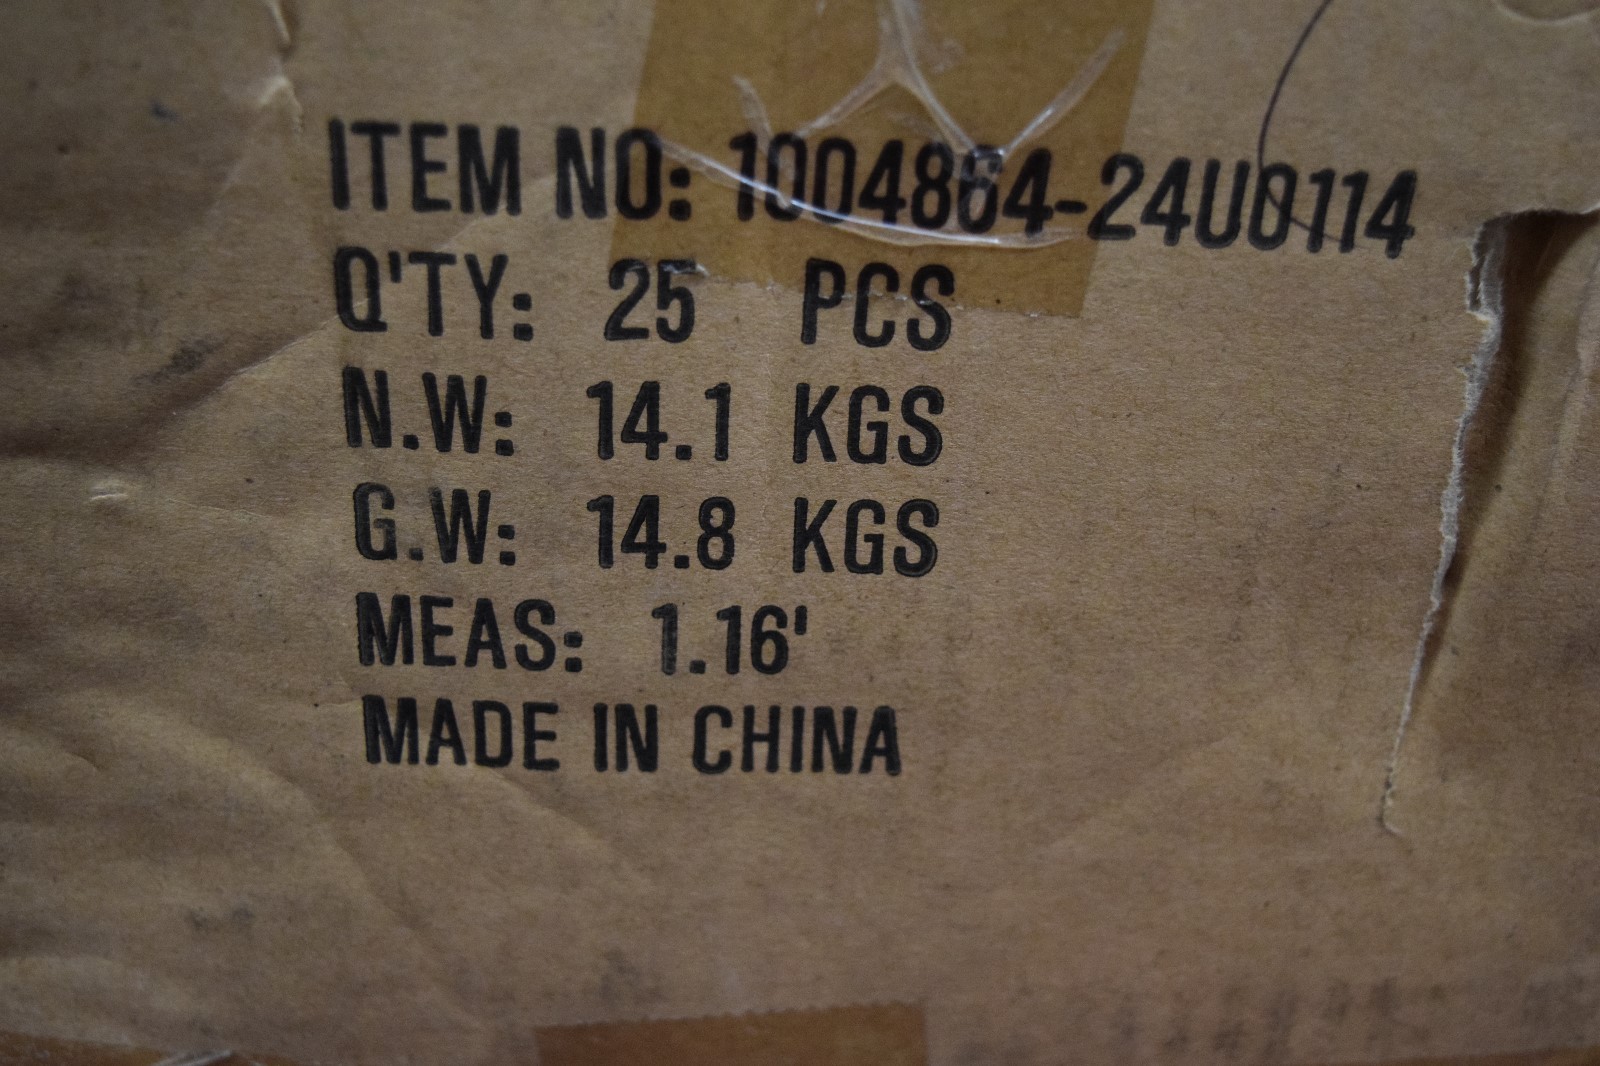 ITEM NO: 1004864-24U0114
Q'TY: 25 PCS
N.W: 14.1 KGS
G.W: 14.8 KGS
MEAS: 1.16'
MADE IN CHINA